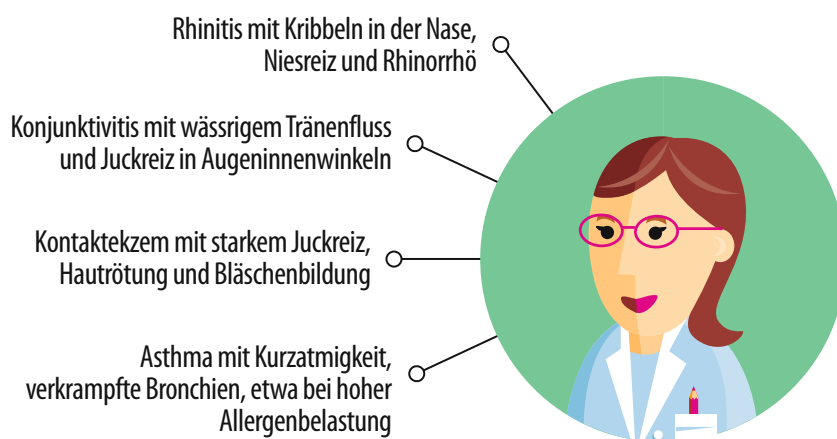 Rhinitis mit Kribbeln in der Nase,
Niesreiz und Rhinorrhö
Konjunktivitis mit wässrigem Tränenfluss
und Juckreiz in Augeninnenwinkeln
Kontaktekzem mit starkem Juckreiz,
Hautrötung und Bläschenbildung
Asthma mit Kurzatmigkeit,
verkrampfte Bronchien, etwa bei hoher
Allergenbelastung